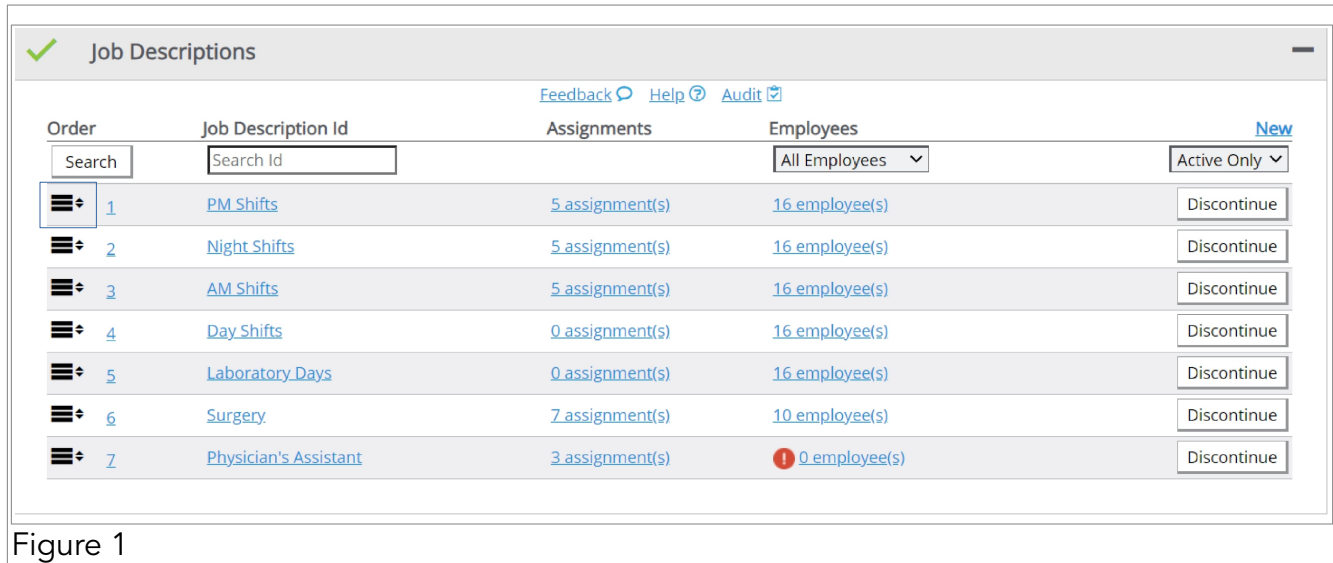 Job Descriptions
Feedback Help Audit
Order Job Description Id Assignments Employees New
Search Search Id All Employees Active Only
1 PM Shifts 5 assignment(s) 16 employee(s) Discontinue
2 Night Shifts 5 assignment(s) 16 employee(s) Discontinue
3 AM Shifts 5 assignment(s) 16 employee(s) Discontinue
4 Day Shifts 0 assignment(s) 16 employee(s) Discontinue
5 Laboratory Days 0 assignment(s) 16 employee(s) Discontinue
6 Surgery 7 assignment(s) 10 employee(s) Discontinue
7 Physician's Assistant 3 assignment(s) 0 employee(s) Discontinue
Figure 1